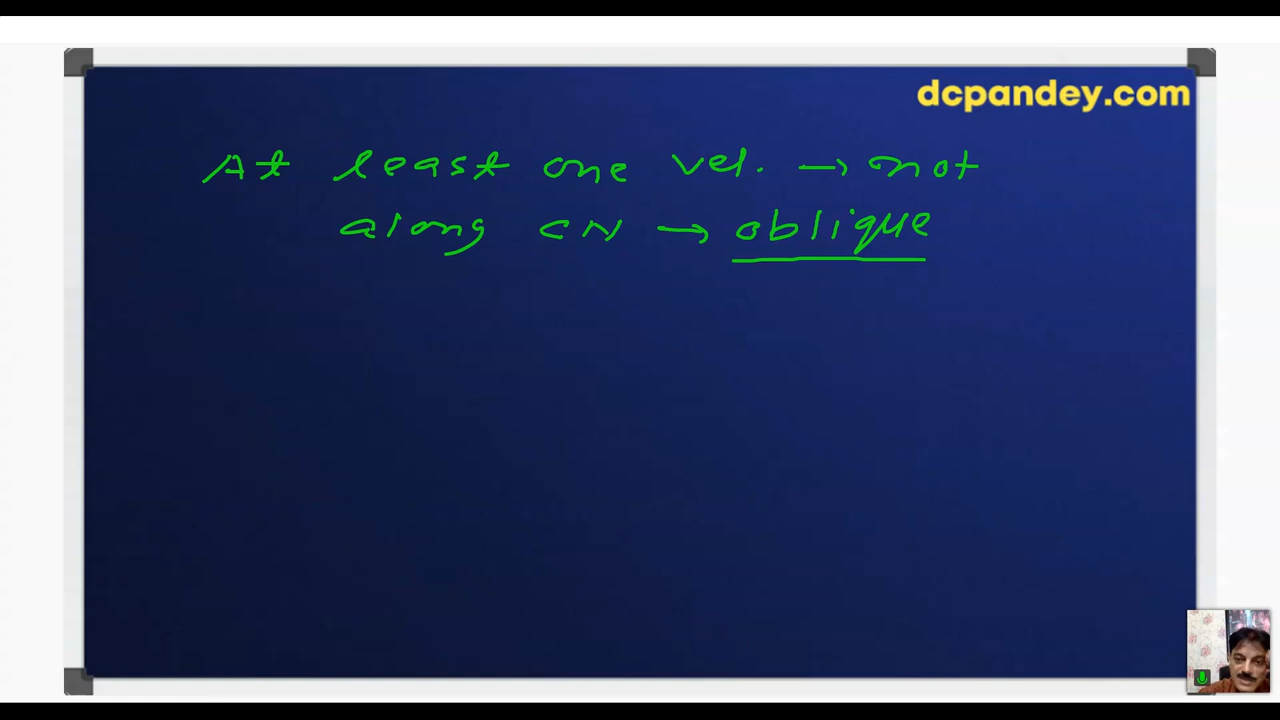 dcpandey.com
At least one vel. → not
along CN → oblique